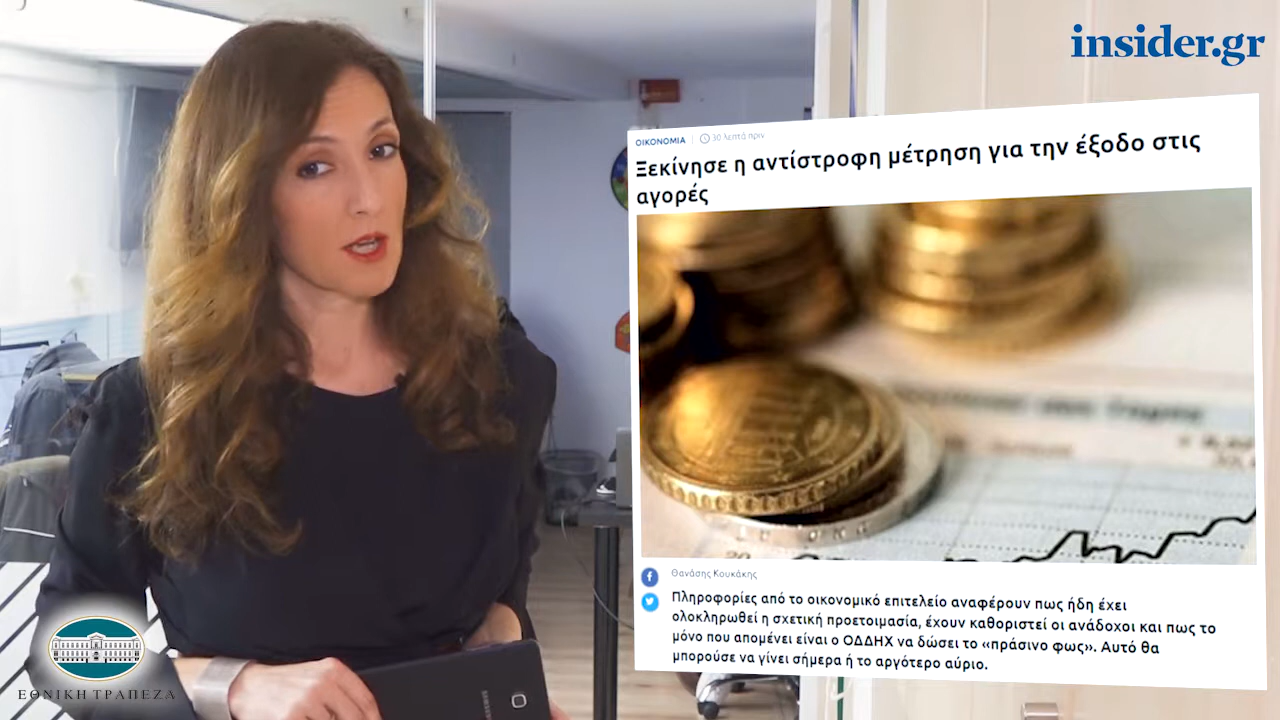 insider.gr
ΟΙΚΟΝΟΜΙΑ | 30 λεπτά πριν
Ξεκίνησε η αντίστροφη μέτρηση για την έξοδο στις
αγορές
Θανάσης Κουκάκης
Πληροφορίες από το οικονομικό επιτελείο αναφέρουν πως ήδη έχει
ολοκληρωθεί η σχετική προετοιμασία, έχουν καθοριστεί οι ανάδοχοι και πως το
μόνο που απομένει είναι ο ΟΔΔΗΧ να δώσει το «πράσινο φως». Αυτό θα
μπορούσε να γίνει σήμερα ή το αργότερο αύριο.
ΕΘΝΙΚΗ ΤΡΑΠΕΖΑ
SAMSUNG